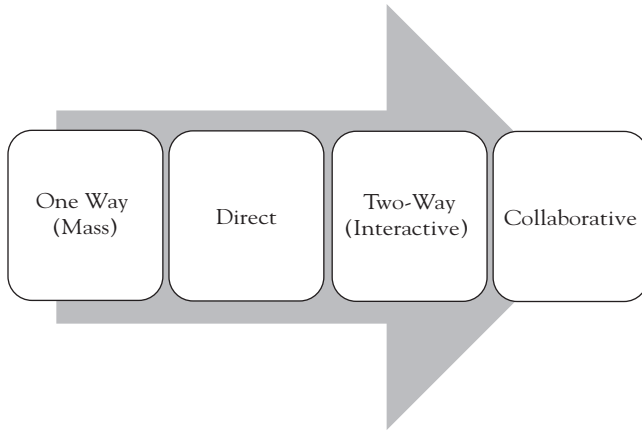 One Way
(Mass)
Direct
Two-Way
(Interactive)
Collaborative